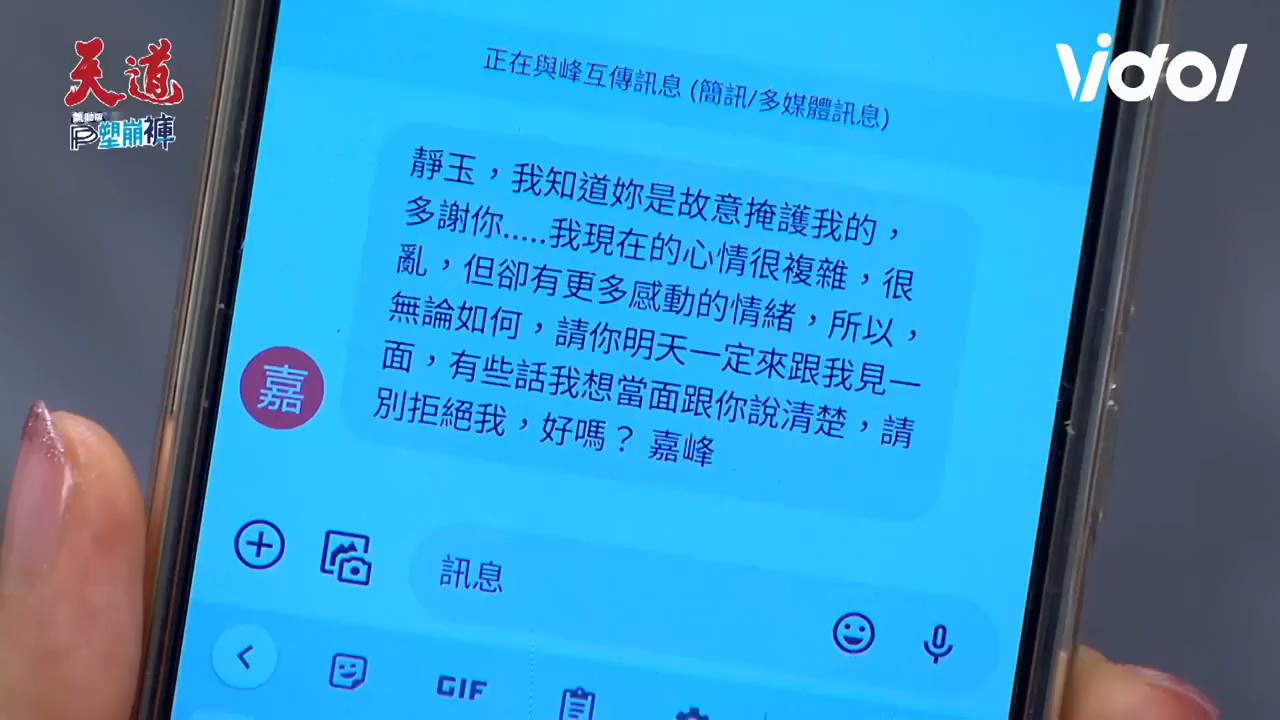 天道
氣動版
塑崩褲
vidol
正在與峰互傳訊息 (簡訊/多媒體訊息)
靜玉，我知道妳是故意掩護我的，
多謝你.....我現在的心情很複雜，很
亂，但卻有更多感動的情緒，所以，
無論如何，請你明天一定來跟我見一
面，有些話我想當面跟你說清楚，請
別拒絕我，好嗎？ 嘉峰
嘉
訊息
GIF